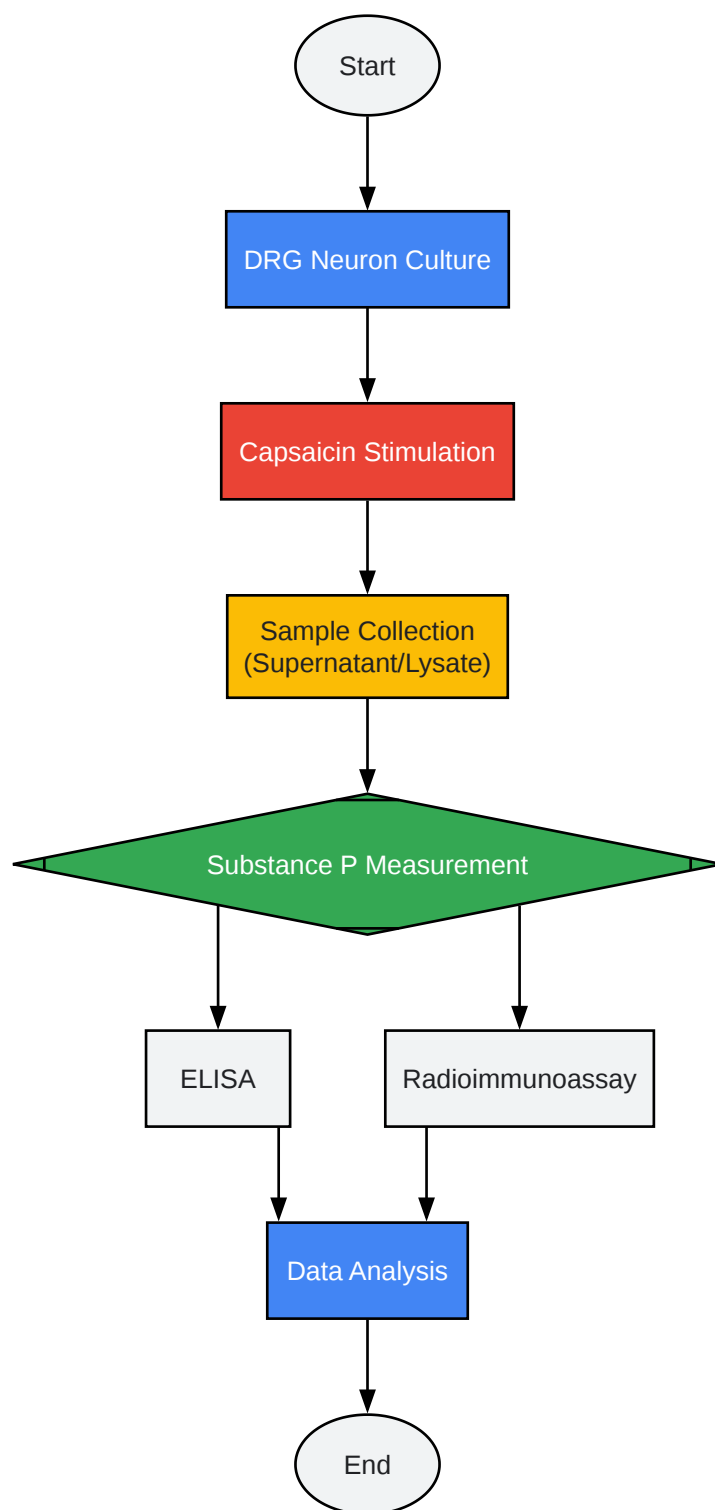 Start
DRG Neuron Culture
Capsaicin Stimulation
Sample Collection
(Supernatant/Lysate)
Substance P Measurement
ELISA
Radioimmunoassay
Data Analysis
End